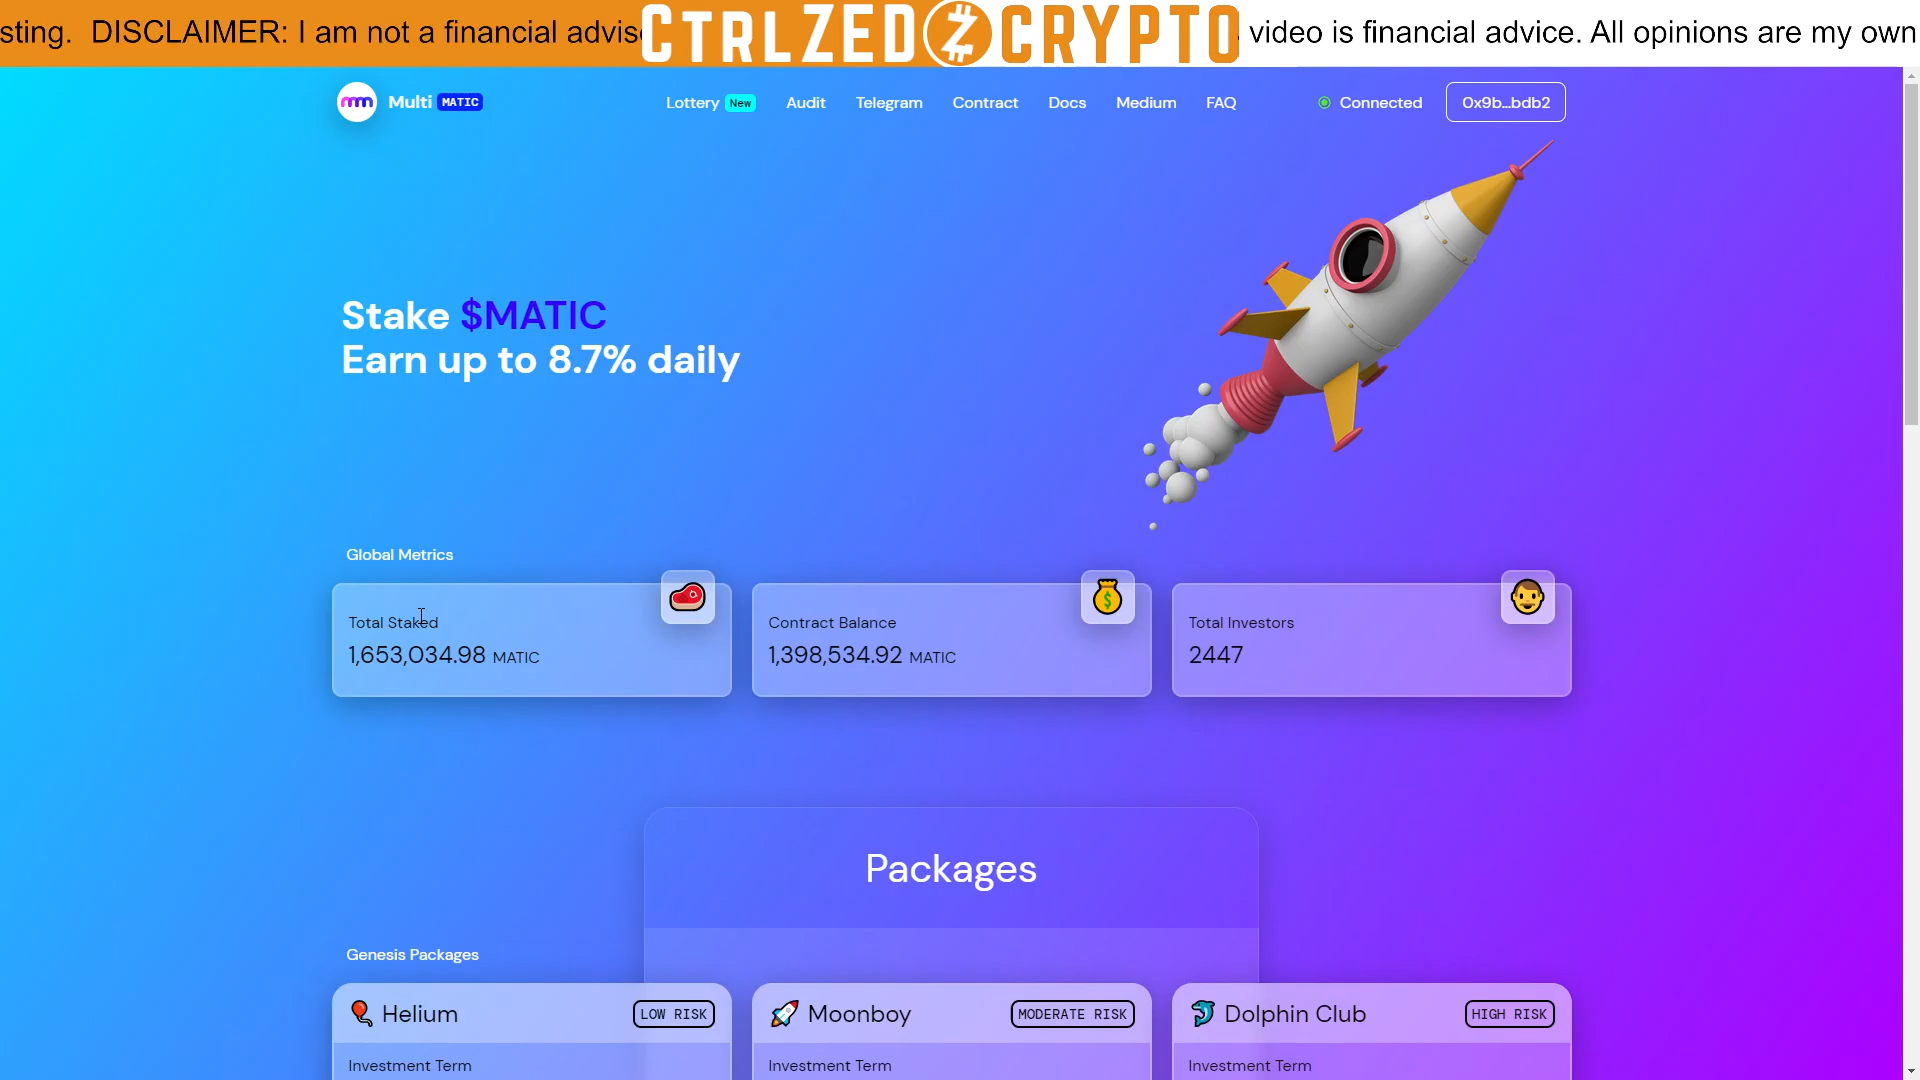 sting. DISCLAIMER: I am not a financial advis
CTRLZED CRYPTO
video is financial advice. All opinions are my own
Multi MATIC
Lottery New
Audit
Telegram
Contract
Docs
Medium
FAQ
Connected
0x9b...bdb2
Stake $MATIC
Earn up to 8.7% daily
Global Metrics
Total Staked
1,653,034.98 MATIC
Contract Balance
1,398,534.92 MATIC
Total Investors
2447
Packages
Genesis Packages
Helium
LOW RISK
Moonboy
MODERATE RISK
Dolphin Club
HIGH RISK
Investment Term
Investment Term
Investment Term